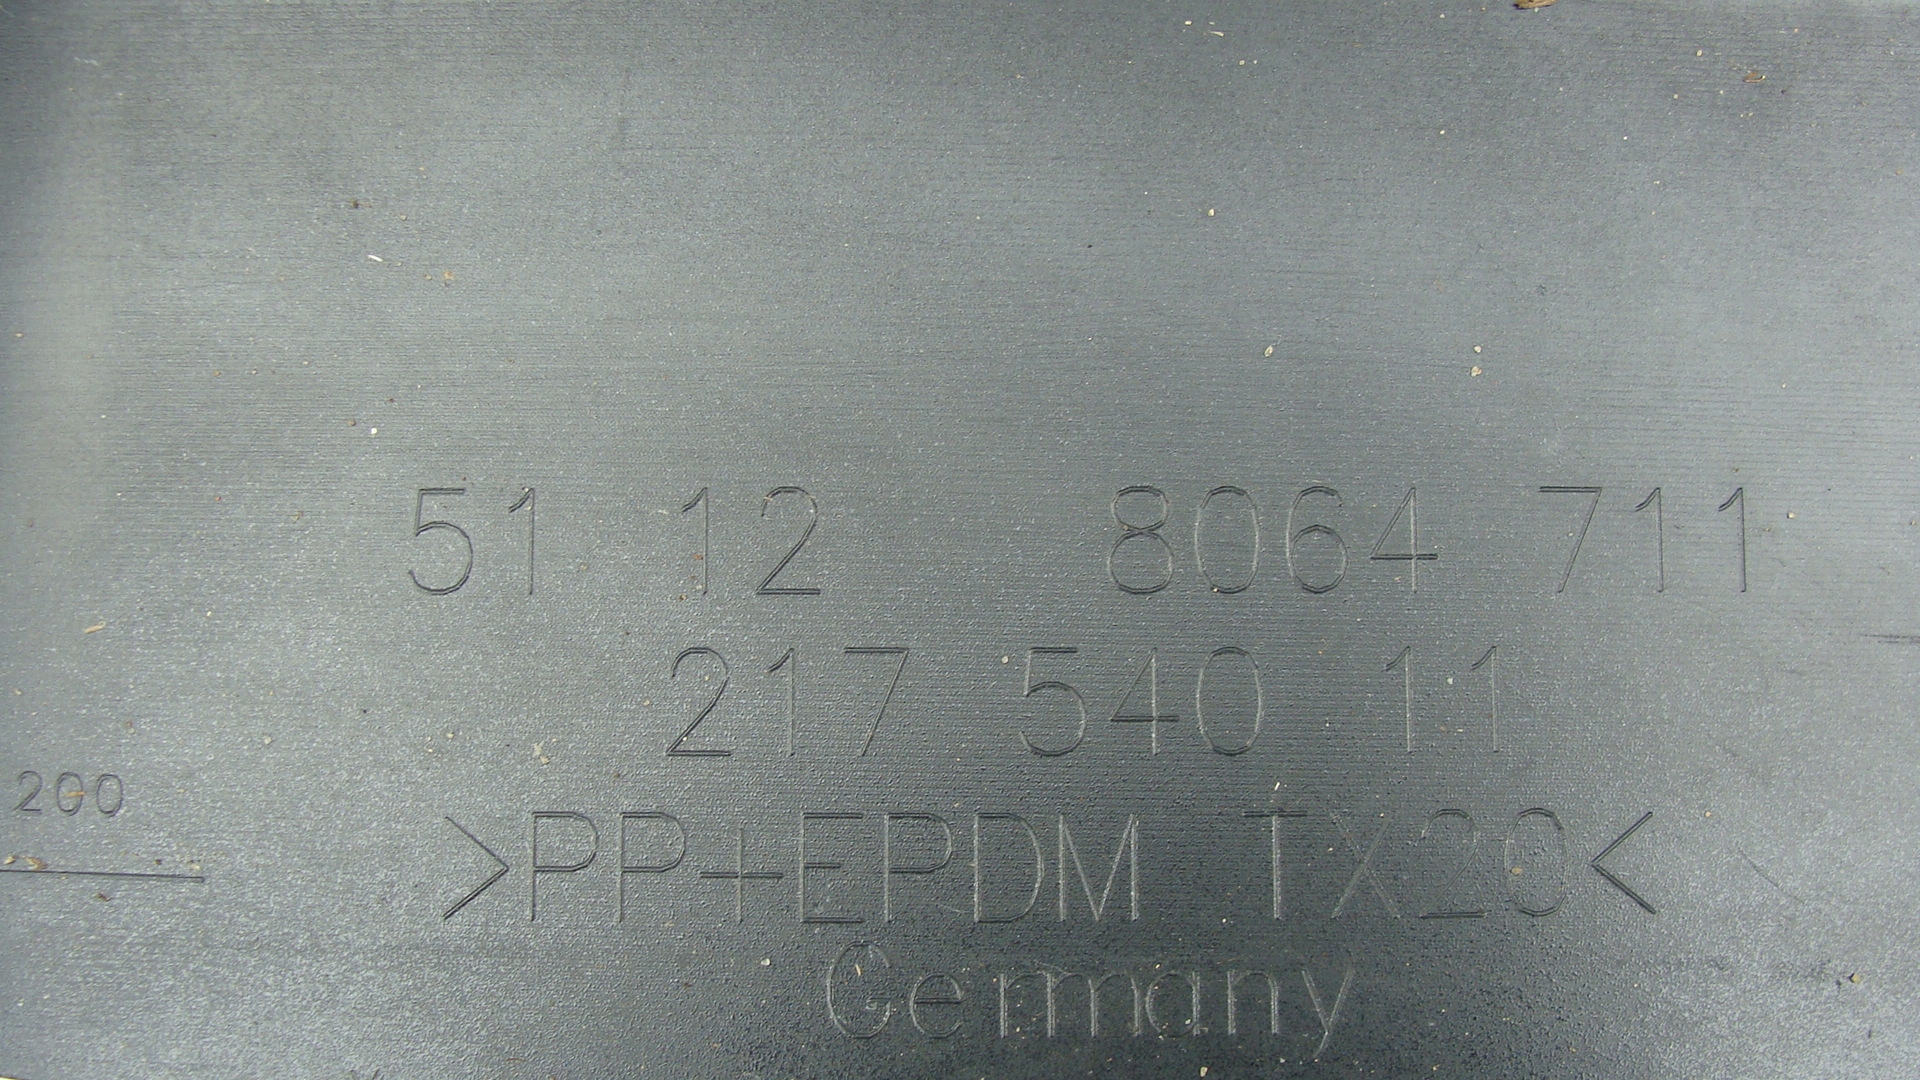 51 12 8064 711
217 540 11
200
>PP+EPDM TX20<
Germany